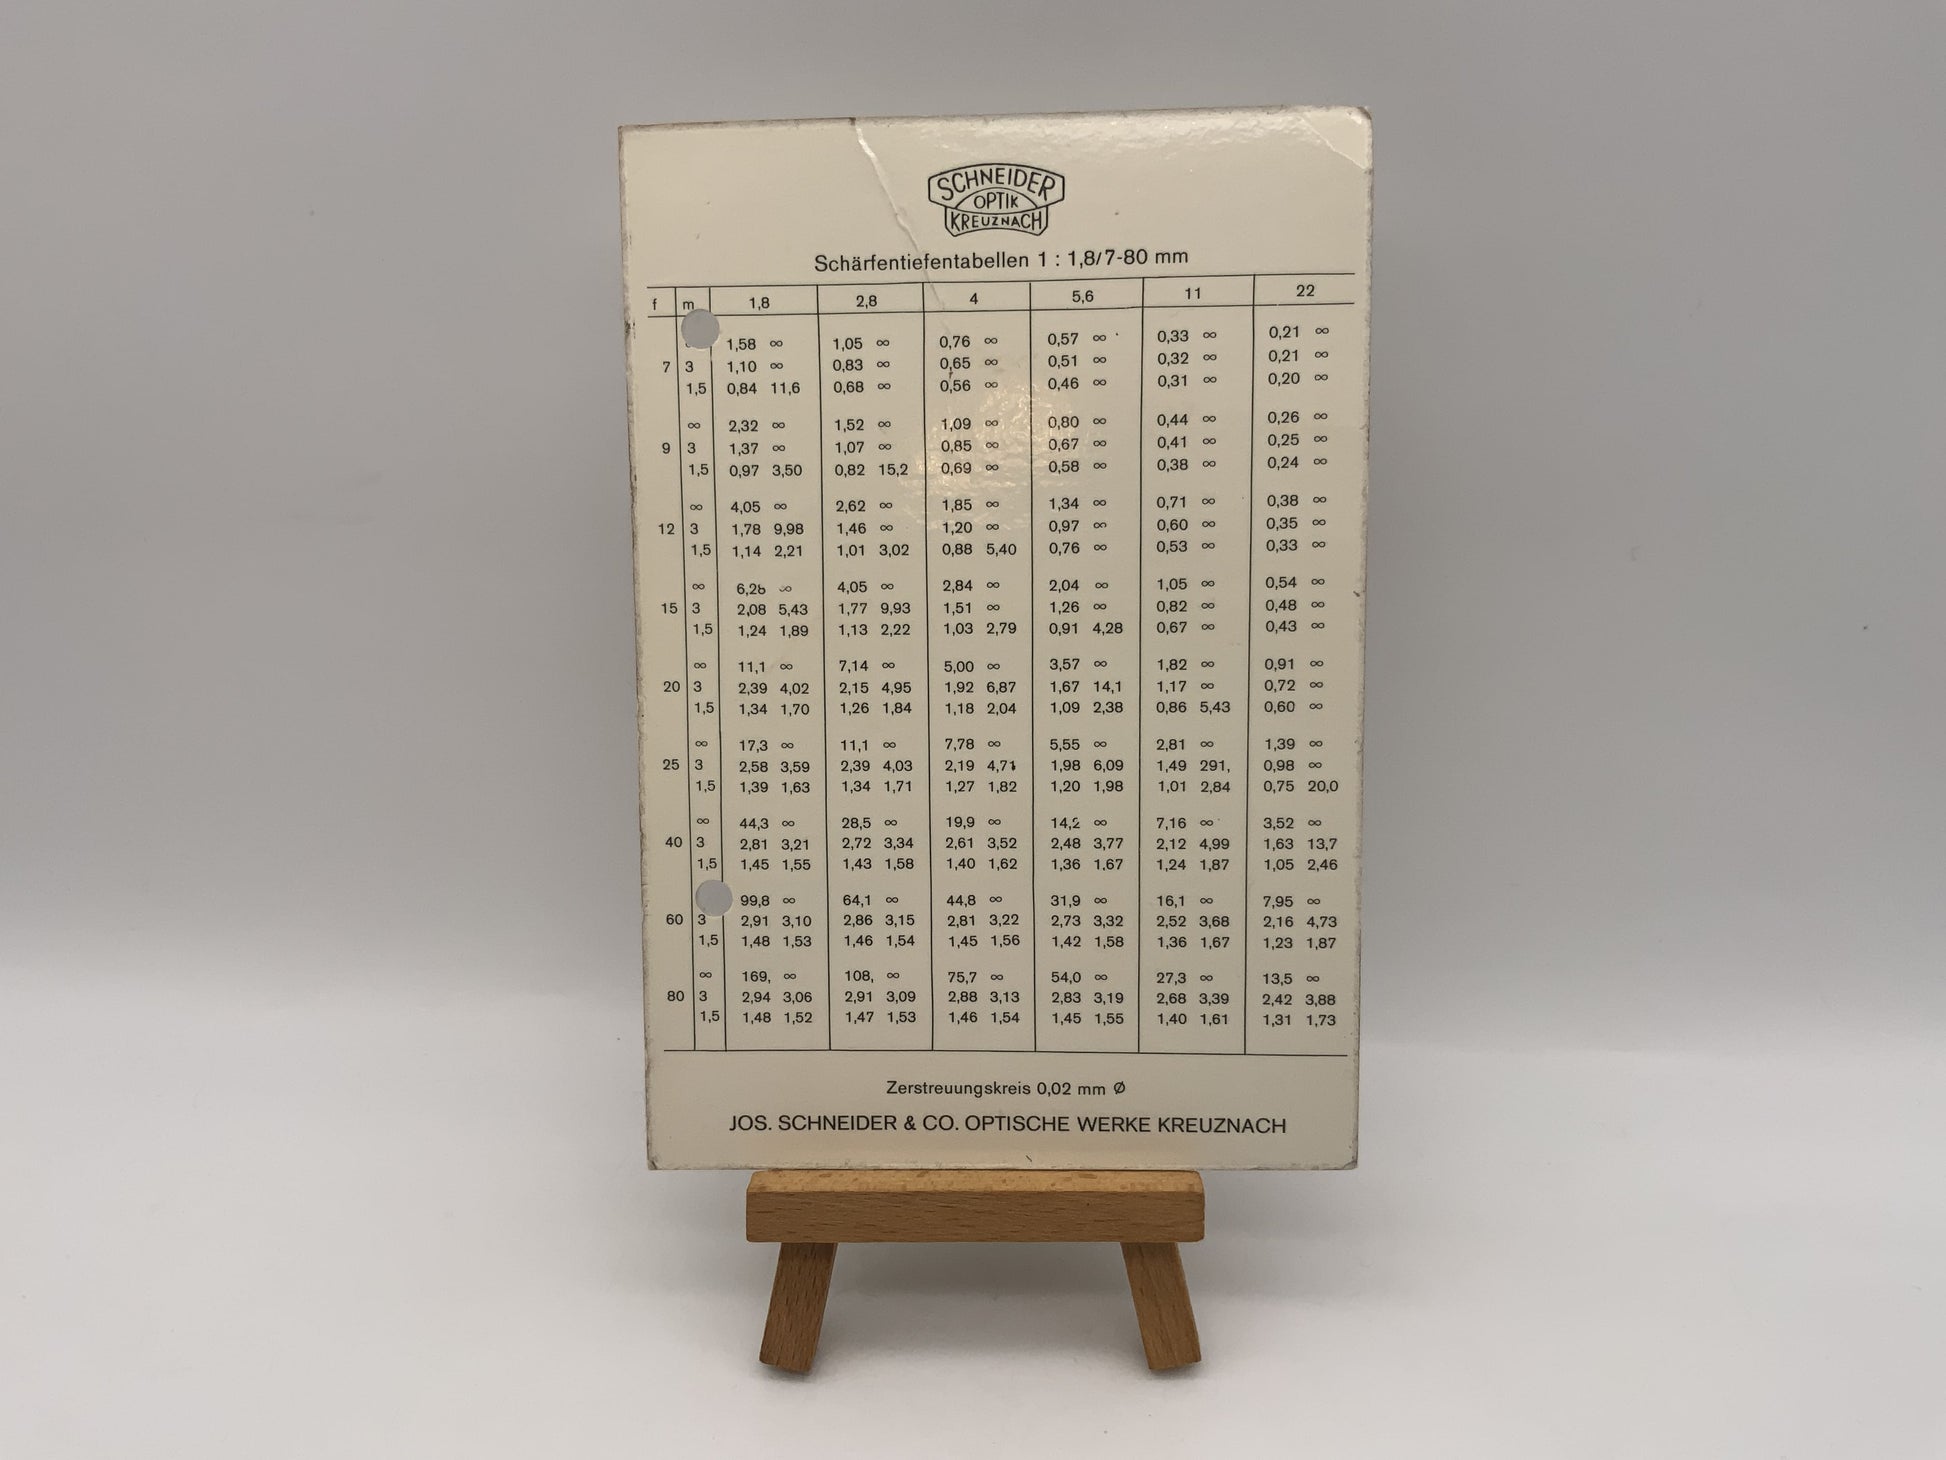 SCHNEIDER
OPTIK
KREUZNACH
Schärfentiefentabellen 1 : 1,8/7-80 mm
f m 1,8 2,8 4 5,6 11 22
1,58 ∞ 1,05 ∞ 0,76 ∞ 0,57 ∞ 0,33 ∞ 0,21 ∞
7 3 1,10 ∞ 0,83 ∞ 0,65 ∞ 0,51 ∞ 0,32 ∞ 0,21 ∞
1,5 0,84 11,6 0,68 ∞ 0,56 ∞ 0,46 ∞ 0,31 ∞ 0,20 ∞
∞ 2,32 ∞ 1,52 ∞ 1,09 ∞ 0,80 ∞ 0,44 ∞ 0,26 ∞
9 3 1,37 ∞ 1,07 ∞ 0,85 ∞ 0,67 ∞ 0,41 ∞ 0,25 ∞
1,5 0,97 3,50 0,82 15,2 0,69 ∞ 0,58 ∞ 0,38 ∞ 0,24 ∞
∞ 4,05 ∞ 2,62 ∞ 1,85 ∞ 1,34 ∞ 0,71 ∞ 0,38 ∞
12 3 1,78 9,98 1,46 ∞ 1,20 ∞ 0,97 ∞ 0,60 ∞ 0,35 ∞
1,5 1,14 2,21 1,01 3,02 0,88 5,40 0,76 ∞ 0,53 ∞ 0,33 ∞
∞ 6,28 ∞ 4,05 ∞ 2,84 ∞ 2,04 ∞ 1,05 ∞ 0,54 ∞
15 3 2,08 5,43 1,77 9,93 1,51 ∞ 1,26 ∞ 0,82 ∞ 0,48 ∞
1,5 1,24 1,89 1,13 2,22 1,03 2,79 0,91 4,28 0,67 ∞ 0,43 ∞
∞ 11,1 ∞ 7,14 ∞ 5,00 ∞ 3,57 ∞ 1,82 ∞ 0,91 ∞
20 3 2,39 4,02 2,15 4,95 1,92 6,87 1,67 14,1 1,17 ∞ 0,72 ∞
1,5 1,34 1,70 1,26 1,84 1,18 2,04 1,09 2,38 0,86 5,43 0,60 ∞
∞ 17,3 ∞ 11,1 ∞ 7,78 ∞ 5,55 ∞ 2,81 ∞ 1,39 ∞
25 3 2,58 3,59 2,39 4,03 2,19 4,71 1,98 6,09 1,49 291, 0,98 ∞
1,5 1,39 1,63 1,34 1,71 1,27 1,82 1,20 1,98 1,01 2,84 0,75 20,0
∞ 44,3 ∞ 28,5 ∞ 19,9 ∞ 14,2 ∞ 7,16 ∞ 3,52 ∞
40 3 2,81 3,21 2,72 3,34 2,61 3,52 2,48 3,77 2,12 4,99 1,63 13,7
1,5 1,45 1,55 1,43 1,58 1,40 1,62 1,36 1,67 1,24 1,87 1,05 2,46
99,8 ∞ 64,1 ∞ 44,8 ∞ 31,9 ∞ 16,1 ∞ 7,95 ∞
60 3 2,91 3,10 2,86 3,15 2,81 3,22 2,73 3,32 2,52 3,68 2,16 4,73
1,5 1,48 1,53 1,46 1,54 1,45 1,56 1,42 1,58 1,36 1,67 1,23 1,87
∞ 169, ∞ 108, ∞ 75,7 ∞ 54,0 ∞ 27,3 ∞ 13,5 ∞
80 3 2,94 3,06 2,91 3,09 2,88 3,13 2,83 3,19 2,68 3,39 2,42 3,88
1,5 1,48 1,52 1,47 1,53 1,46 1,54 1,45 1,55 1,40 1,61 1,31 1,73
Zerstreuungskreis 0,02 mm Ø
JOS. SCHNEIDER & CO. OPTISCHE WERKE KREUZNACH